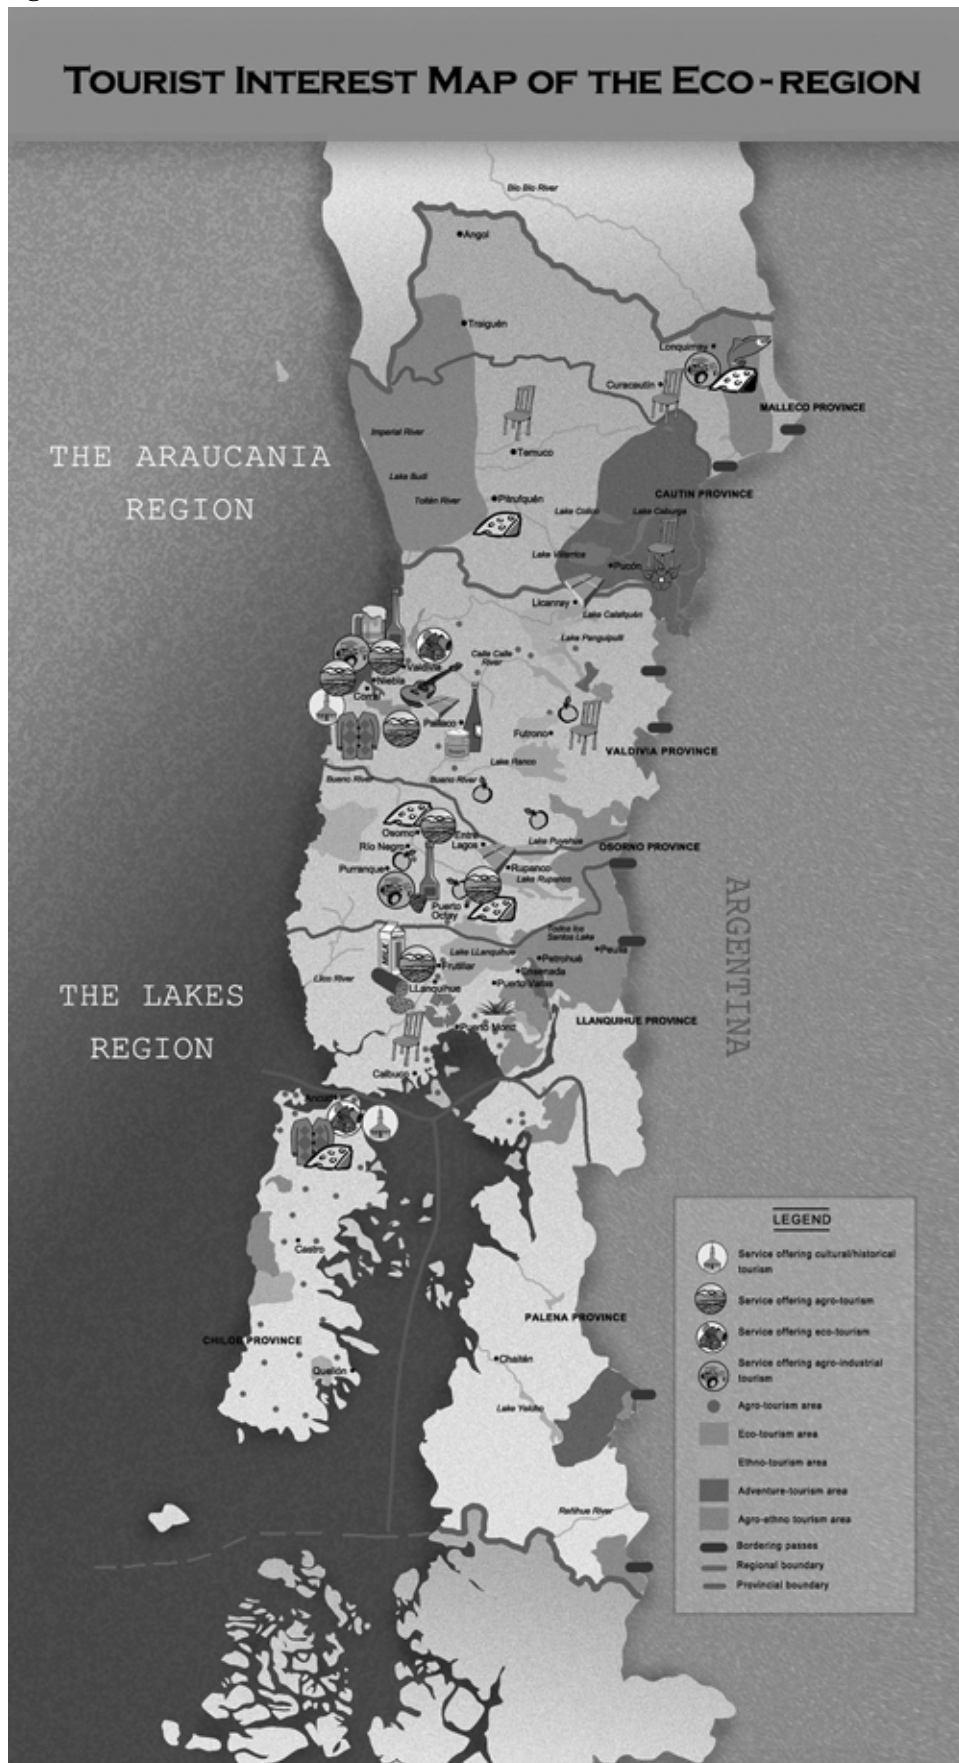 TOURIST INTEREST MAP OF THE ECO-REGION
Bío Bío River
Angol
Traiguén
Lonquimay
Curacautín
MALLECO PROVINCE
Imperial River
THE ARAUCANIA
REGION
Temuco
Lake Budi
Toltén River
Pitrufquén
CAUTIN PROVINCE
Lake Colico
Lake Caburga
Lake Villarrica
Pucón
Licanray
Lake Calafquén
Lake Panguipulli
Calle Calle
River
Valdivia
Niebla
Corral
Paillaco
Futrono
VALDIVIA PROVINCE
Lake Ranco
Bueno River
Bueno River
Osorno
Entre
Lagos
Lake Puyehue
OSORNO PROVINCE
Río Negro
Purranque
Rupanco
Lake Rupanco
Puerto
Octay
ARGENTINA
Todos los
Santos Lake
Peulla
MILK
Lake LLanquihue
Petrohué
Frutillar
Ensenada
Llico River
LLanquihue
Puerto Varas
THE LAKES
REGION
LLANQUIHUE PROVINCE
Puerto Montt
Calbuco
Ancud
Castro
PALENA PROVINCE
CHILOE PROVINCE
Chaitén
Quellón
Lake Yelcho
LEGEND
Service offering cultural/historical
tourism
Service offering agro-tourism
Service offering eco-tourism
Service offering agro-industrial
tourism
Agro-tourism area
Eco-tourism area
Ethno-tourism area
Adventure-tourism area
Agro-ethno tourism area
Bordering passes
Regional boundary
Provincial boundary